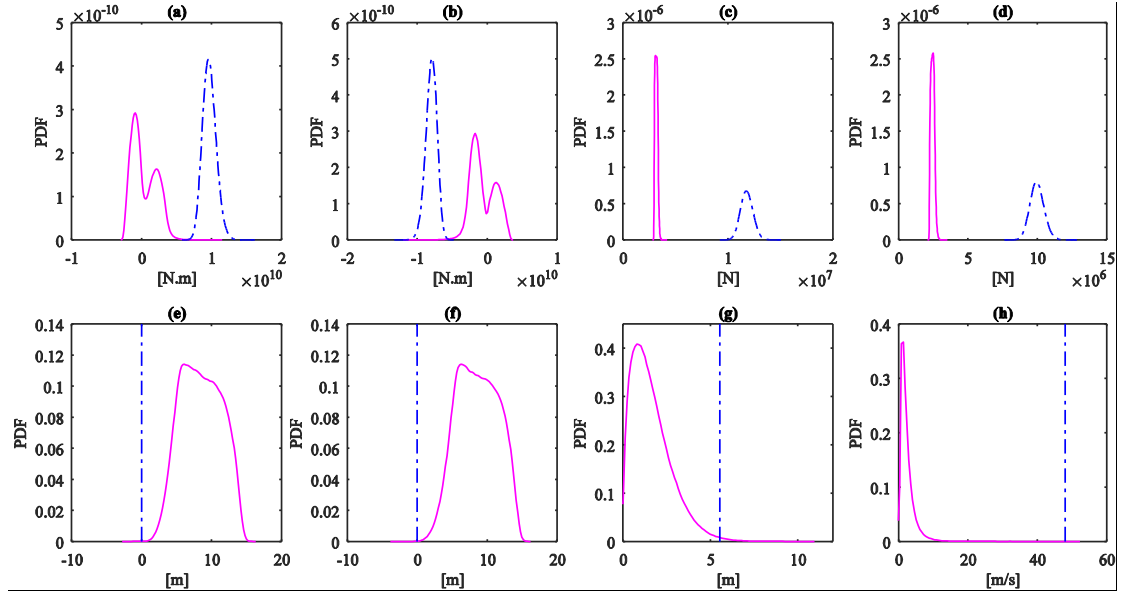 (a) (b) (c) (d)
×10⁻¹⁰ ×10⁻¹⁰ ×10⁻⁶ ×10⁻⁶
5 6 3 3
5 2.5 2.5
4
4 2 2
3
PDF PDF 3 PDF 1.5 PDF 1.5
2
2 1 1
1
1 0.5 0.5
0 0 0 0
-1 0 1 2 -2 -1 0 1 0 1 2 0 5 10 15
[N.m] ×10¹⁰ [N.m] ×10¹⁰ [N] ×10⁷ [N] ×10⁶
(e) (f) (g) (h)
0.14 0.14 0.4
0.12 0.12 0.4
0.1 0.1 0.3
0.3
PDF 0.08 PDF 0.08 PDF PDF 0.2
0.06 0.06 0.2
0.04 0.04 0.1
0.1
0.02 0.02
0 0 0 0
-10 0 10 20 -10 0 10 20 0 5 10 0 20 40 60
[m] [m] [m] [m/s]